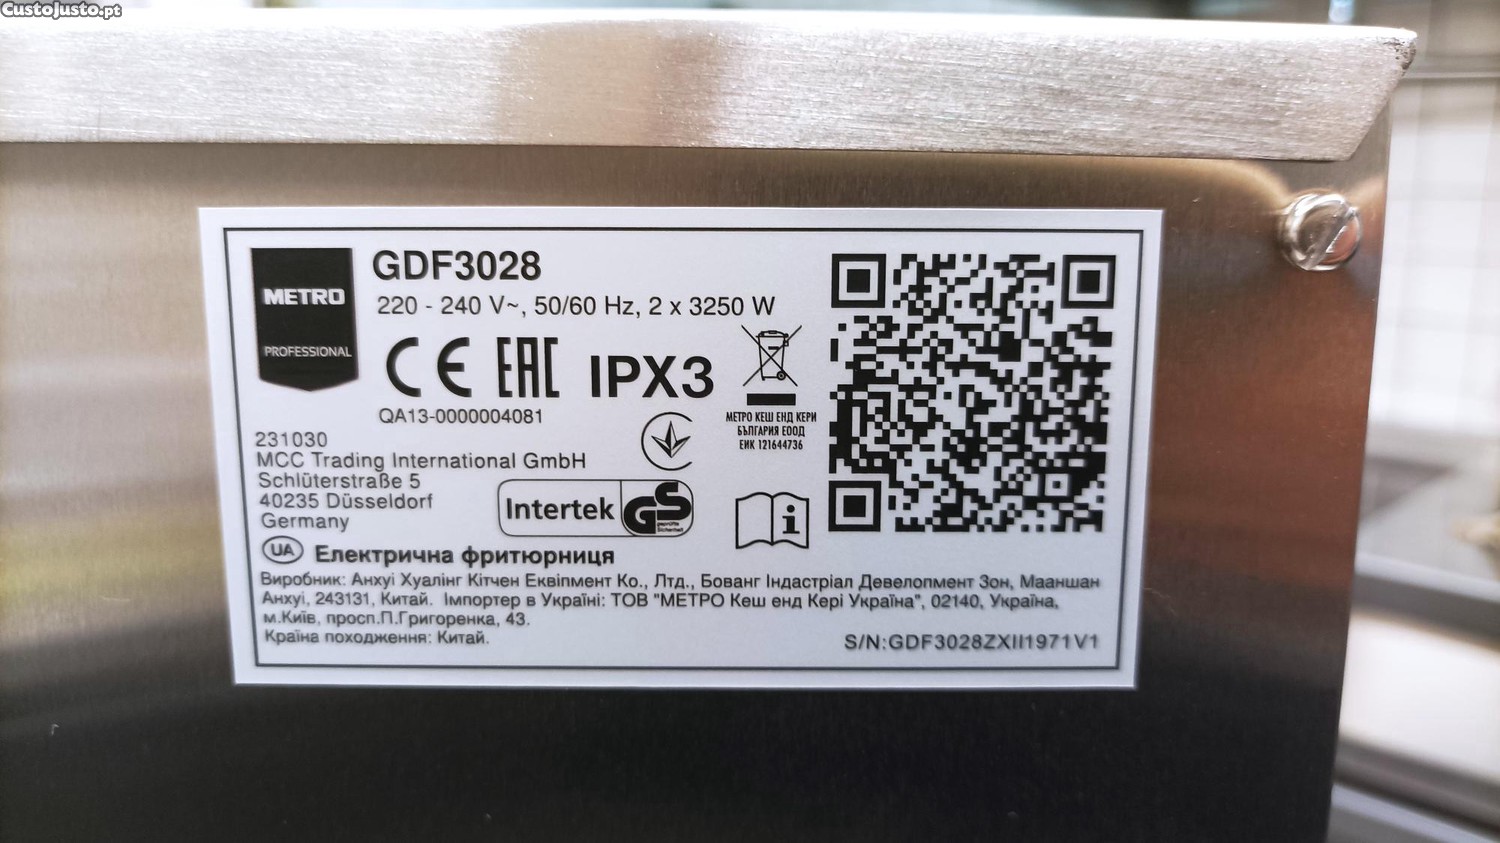 CustoJusto.pt
METRO
PROFESSIONAL
GDF3028
220 - 240 V~, 50/60 Hz, 2 x 3250 W
CE EAC IPX3
QA13-0000004081
МЕТРО КЕШ ЕНД КЕРИ
БЪЛГАРИЯ ЕООД
ЕИК 121644736
231030
MCC Trading International GmbH
Schlüterstraße 5
40235 Düsseldorf
Germany
Intertek
GS
geprüfte
Sicherheit
i
UA Електрична фритюрниця
Виробник: Анхуі Хуалінг Кітчен Еквіпмент Ко., Лтд., Бованг Індастріал Девелопмент Зон, Мааншан
Анхуі, 243131, Китай. Імпортер в Україні: ТОВ "МЕТРО Кеш енд Кері Україна", 02140, Україна,
м.Київ, просп.П.Григоренка, 43.
Країна походження: Китай.
S/N:GDF3028ZXII1971V1